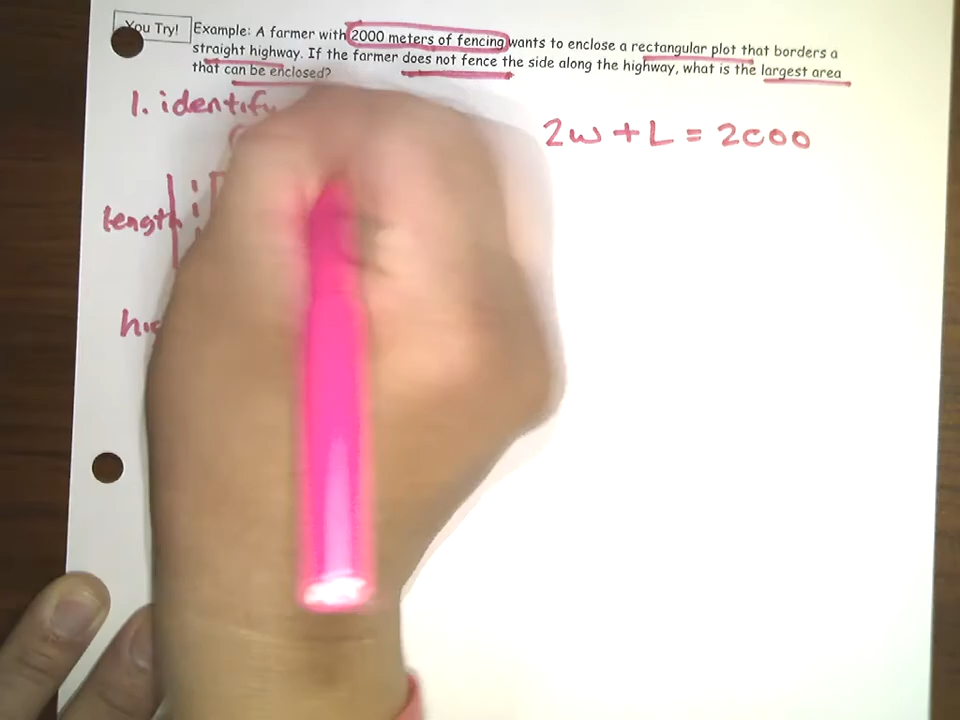 You Try! Example: A farmer with 2000 meters of fencing wants to enclose a rectangular plot that borders a
straight highway. If the farmer does not fence the side along the highway, what is the largest area
that can be enclosed?
1. identify
2w + L = 2000
length